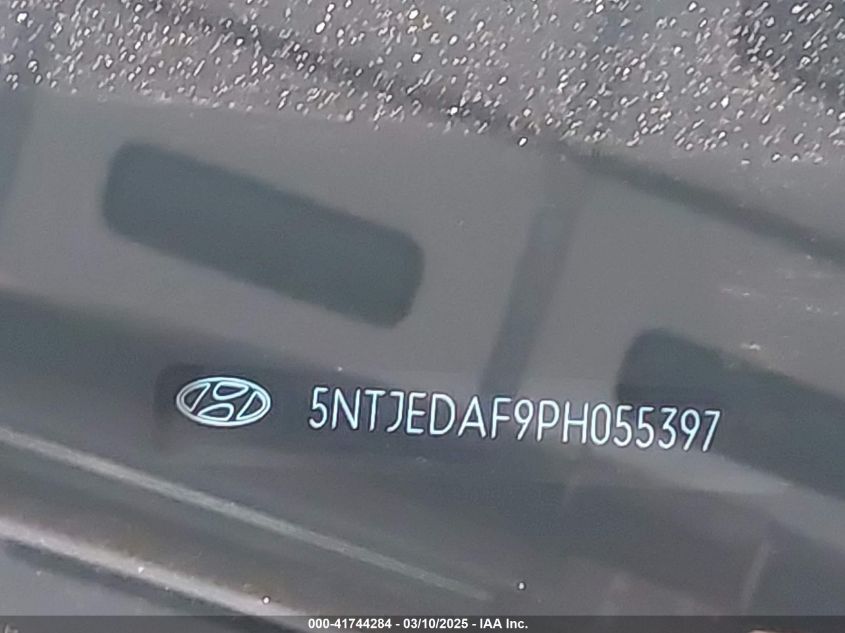 5NTJEDAF9PH055397
000-41744284 - 03/10/2025 - IAA Inc.